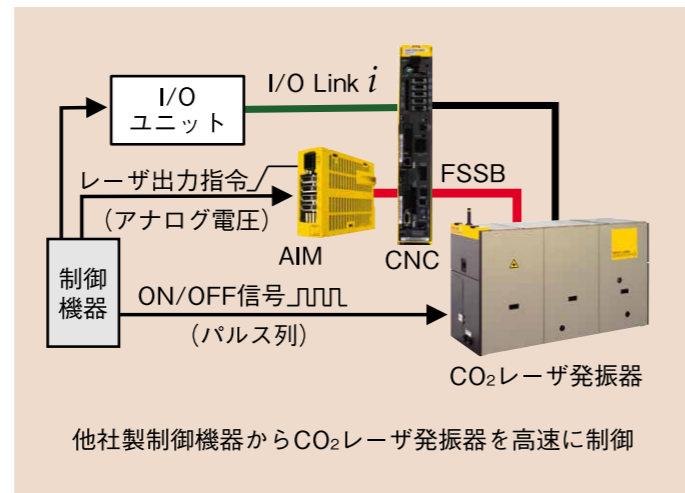 I/O Link i
I/O
ユニット
レーザ出力指令
(アナログ電圧)
FSSB
AIM
CNC
制御
機器
ON/OFF信号
(パルス列)
CO₂レーザ発振器
他社製制御機器からCO₂レーザ発振器を高速に制御